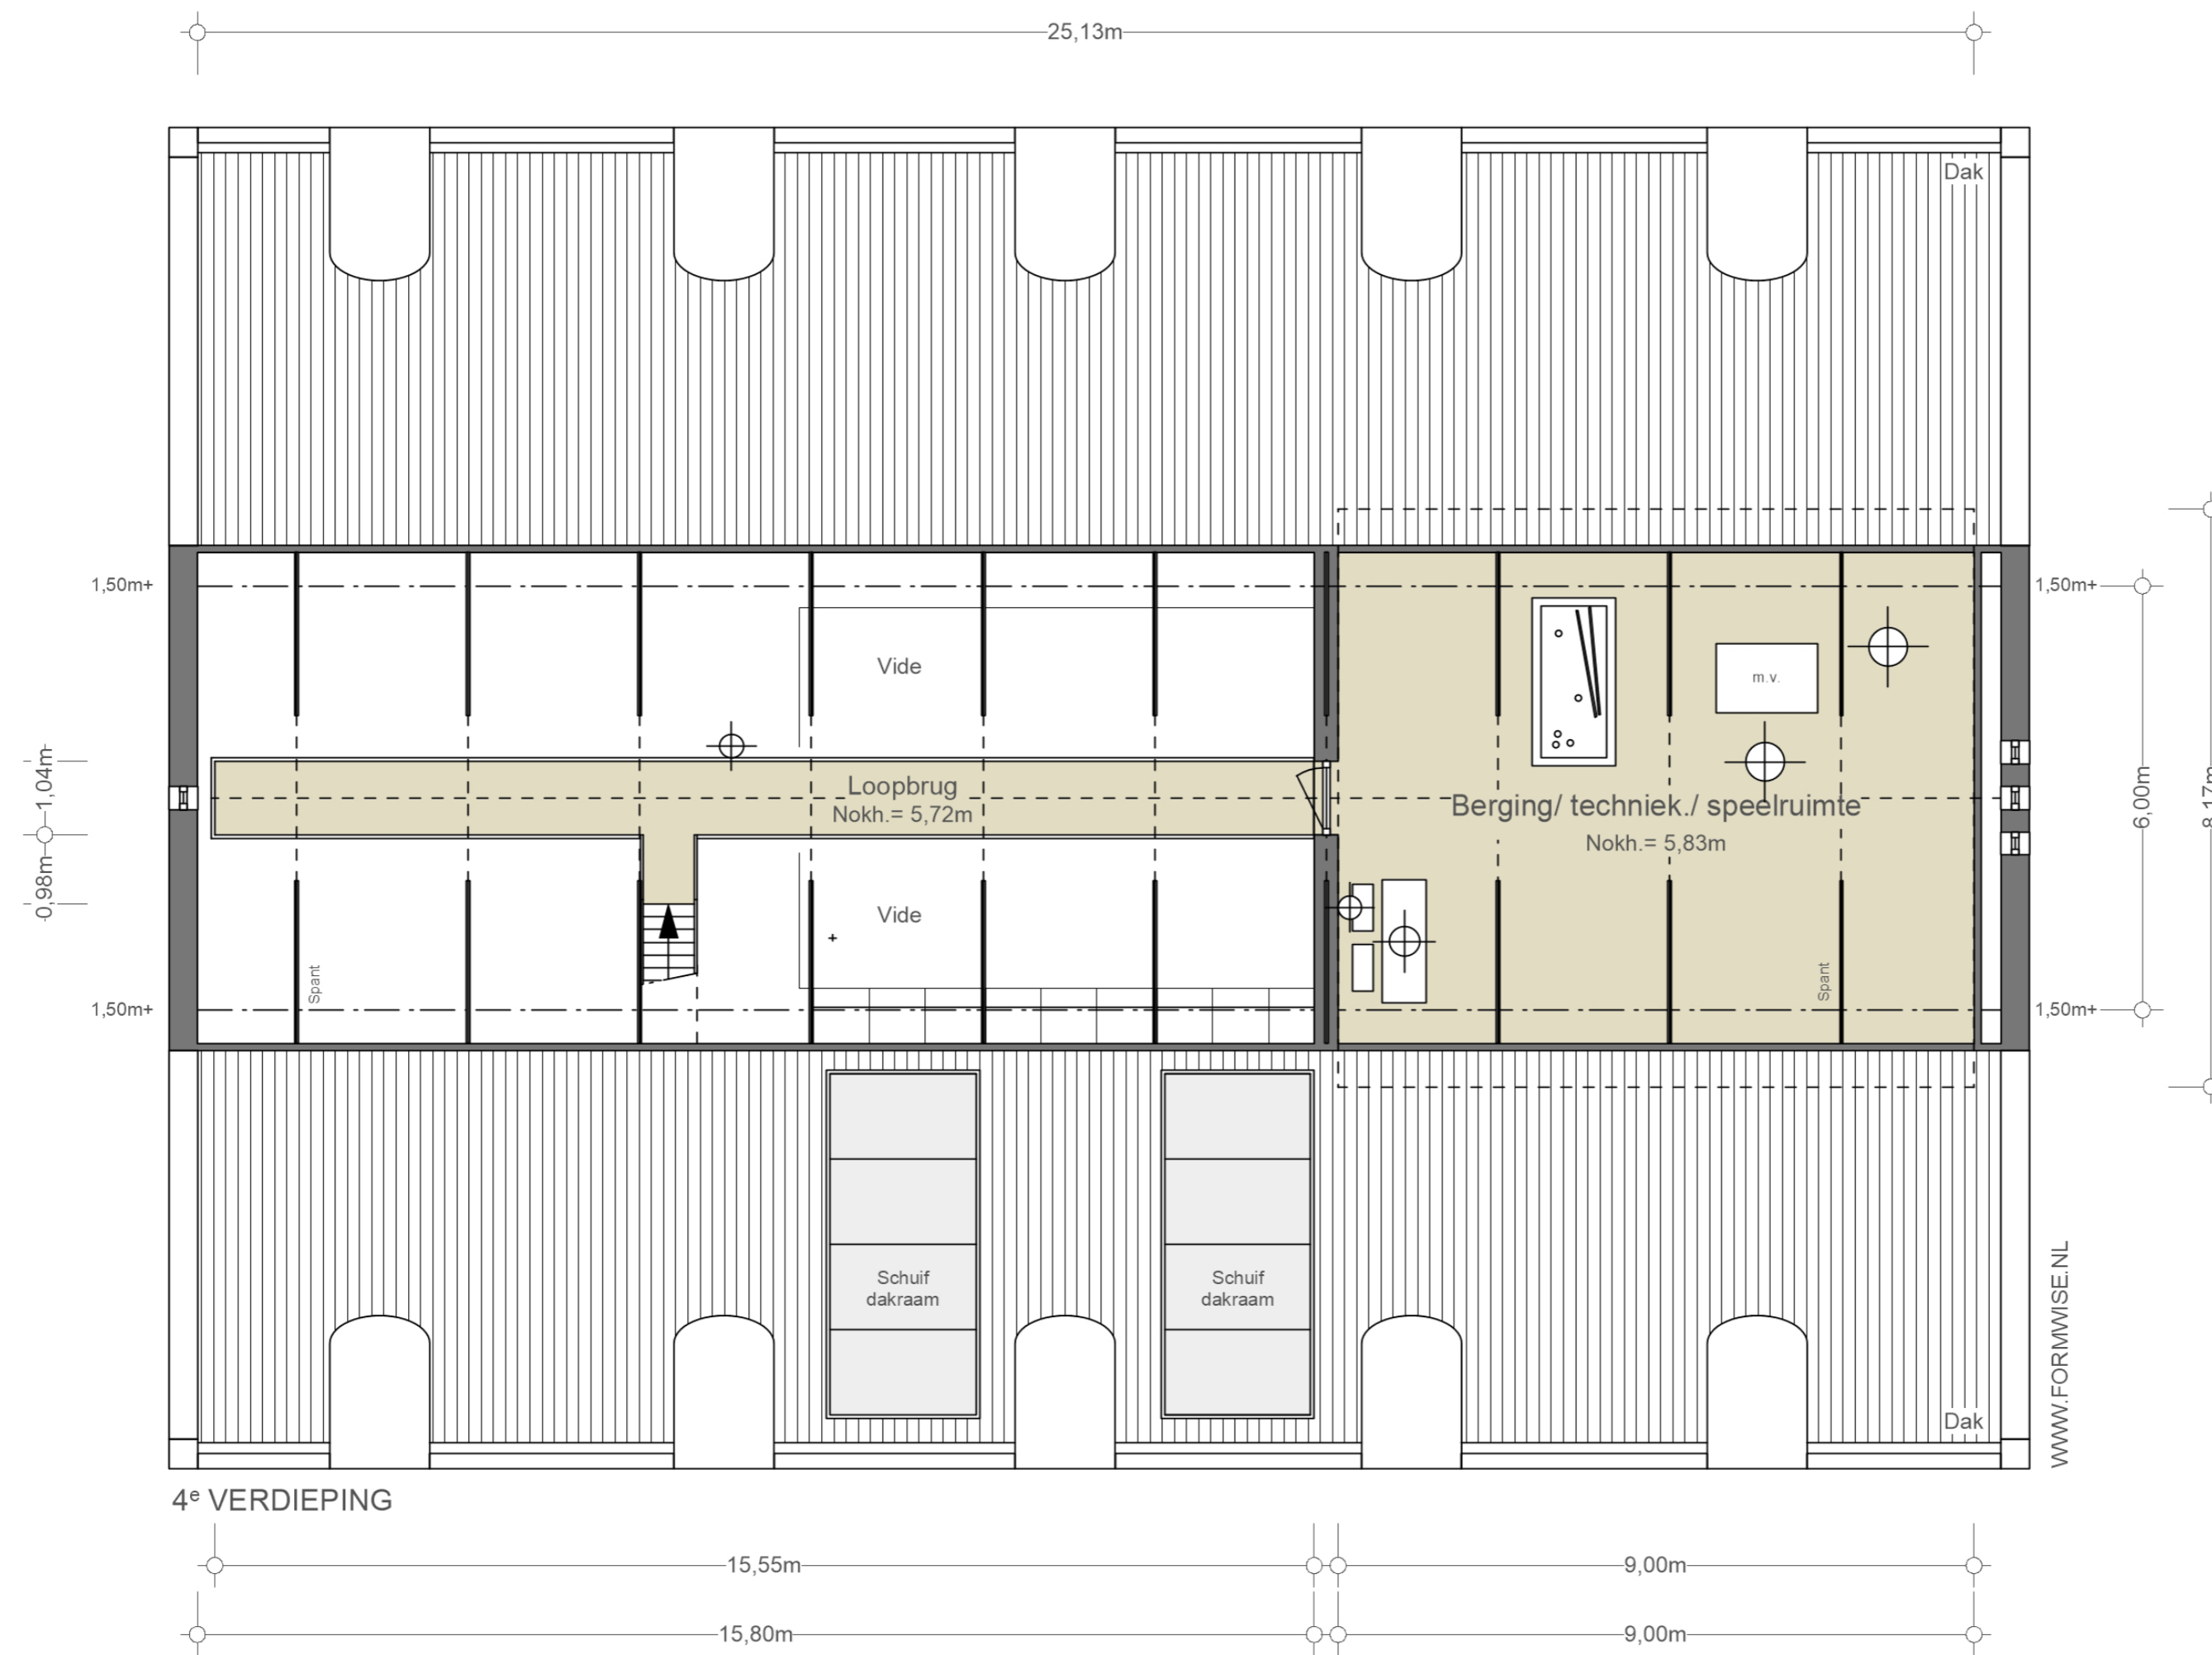 25,13m
Dak
1,50m+
1,50m+
Vide
m.v.
1,04m
Loopbrug
Nokh.= 5,72m
Berging/ techniek./ speelruimte
Nokh.= 5,83m
6,00m
8,17m
0,98m
Vide
Spant
Spant
1,50m+
1,50m+
Schuif
dakraam
Schuif
dakraam
Dak
WWW.FORMWISE.NL
4e VERDIEPING
15,55m
9,00m
15,80m
9,00m